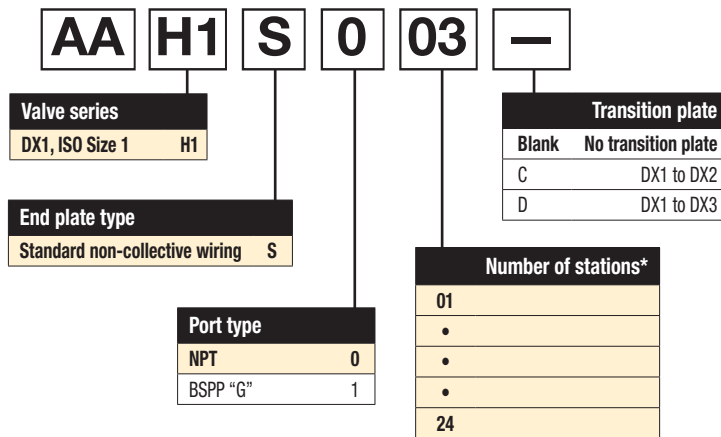 AA H1 S 0 03 –
Valve series
DX1, ISO Size 1 H1
Transition plate
Blank No transition plate
C DX1 to DX2
D DX1 to DX3
End plate type
Standard non-collective wiring S
Number of stations*
01
•
•
•
24
Port type
NPT 0
BSPP “G” 1